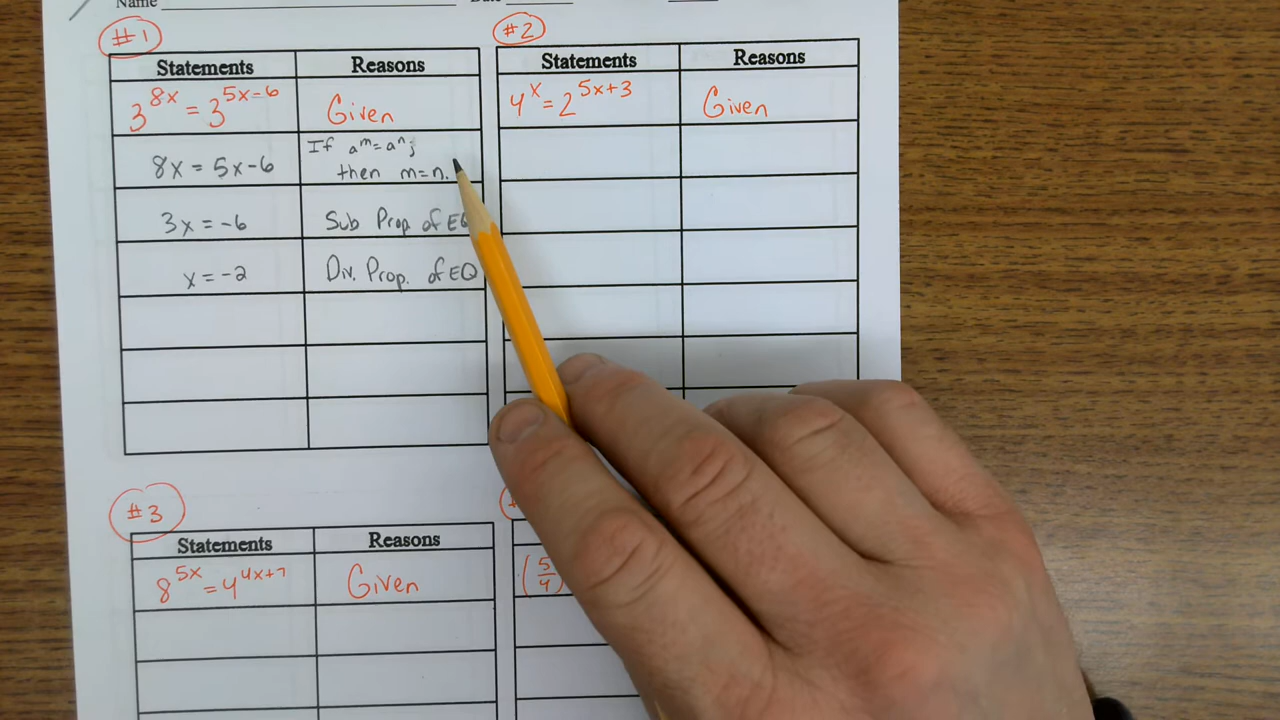 Name
#1
Statements Reasons
3^8x = 3^5x-6 Given
8x = 5x-6 If a^m=a^n;
then m=n.
3x = -6 Sub Prop. of EQ
x = -2 Div. Prop. of EQ
#2
Statements Reasons
4^x = 2^5x+3 Given
#3
Statements Reasons
8^5x = 4^4x+7 Given
(5/4)